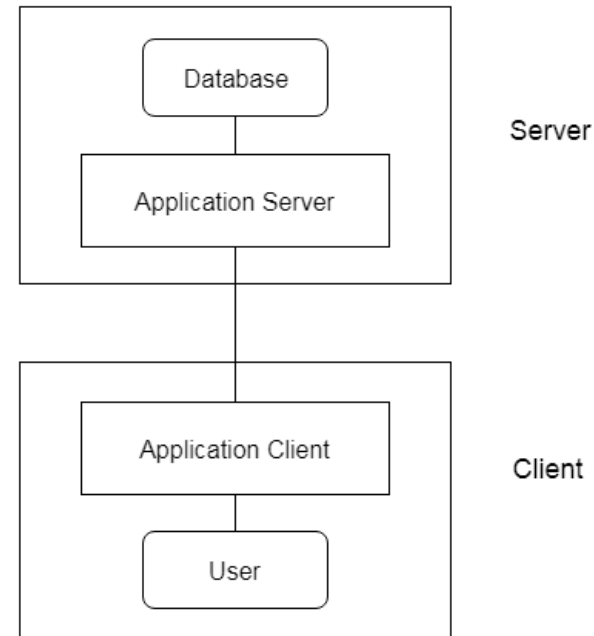 Database
Server
Application Server
Application Client
Client
User